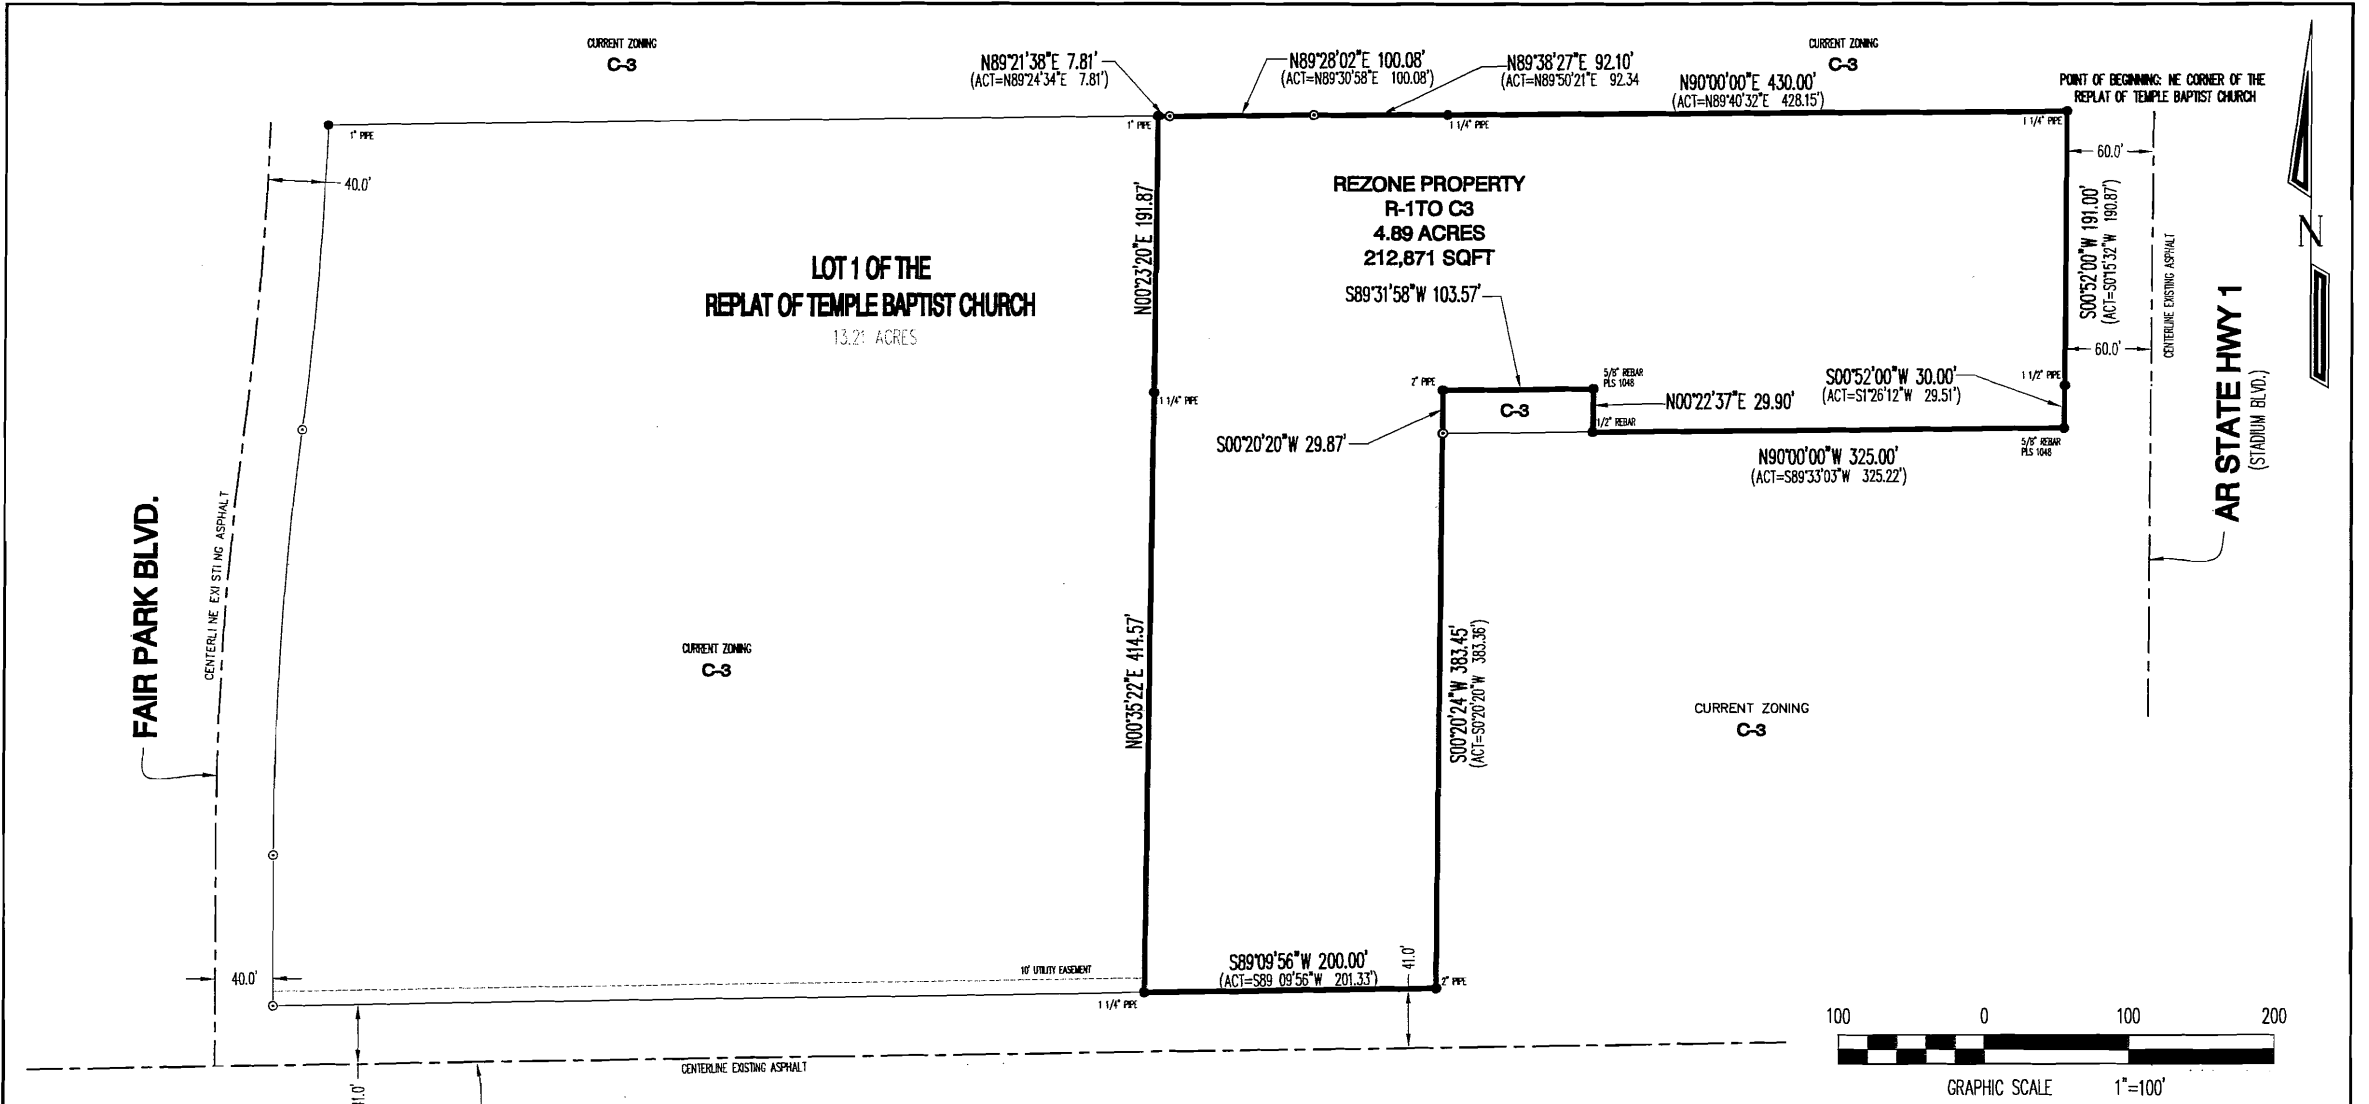 CURRENT ZONING
C-3
N89°21'38"E 7.81'
(ACT=N89°24'34"E 7.81')
N89°28'02"E 100.08'
(ACT=N89°30'58"E 100.08')
N89°38'27"E 92.10'
(ACT=N89°50'21"E 92.34
N90°00'00"E 430.00'
(ACT=N89°40'32"E 428.15')
CURRENT ZONING
C-3
POINT OF BEGINNING: NE CORNER OF THE
REPLAT OF TEMPLE BAPTIST CHURCH
1" PIPE
1" PIPE
1 1/4" PIPE
1 1/4" PIPE
40.0'
60.0'
N
REZONE PROPERTY
R-1TO C3
4.89 ACRES
212,871 SQFT
N00°23'20"E 191.87'
S00°52'00"W 191.00'
(ACT=S0°15'32"W 190.87')
CENTERLINE EXISTING ASPHALT
LOT 1 OF THE
REPLAT OF TEMPLE BAPTIST CHURCH
13.21 ACRES
S89°31'58"W 103.57'
60.0'
AR STATE HWY 1
(STADIUM BLVD.)
2" PIPE
5/8" REBAR
PLS 1048
S00°52'00"W 30.00'
(ACT=S1°26'12"W 29.51')
1 1/2" PIPE
1 1/4" PIPE
C-3
N00°22'37"E 29.90'
1/2" REBAR
S00°20'20"W 29.87'
5/8" REBAR
PLS 1048
N90°00'00"W 325.00'
(ACT=S89°33'03"W 325.22')
FAIR PARK BLVD.
CENTERLINE EXISTING ASPHALT
N00°35'22"E 414.57'
S00°20'24"W 383.45'
(ACT=S0°20'20"W 383.36')
CURRENT ZONING
C-3
CURRENT ZONING
C-3
40.0'
10' UTILITY EASEMENT
S89°09'56"W 200.00'
(ACT=S89 09'56"W 201.33')
41.0'
2" PIPE
1 1/4" PIPE
CENTERLINE EXISTING ASPHALT
100 0 100 200
GRAPHIC SCALE 1"=100'